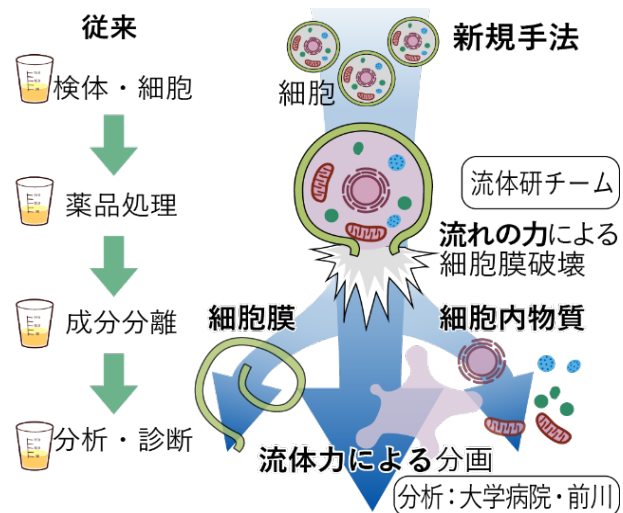 従来
検体・細胞
薬品処理
成分分離
分析・診断
新規手法
細胞
流体研チーム
流れの力による
細胞膜破壊
細胞膜
細胞内物質
流体力による分画
分析：大学病院・前川